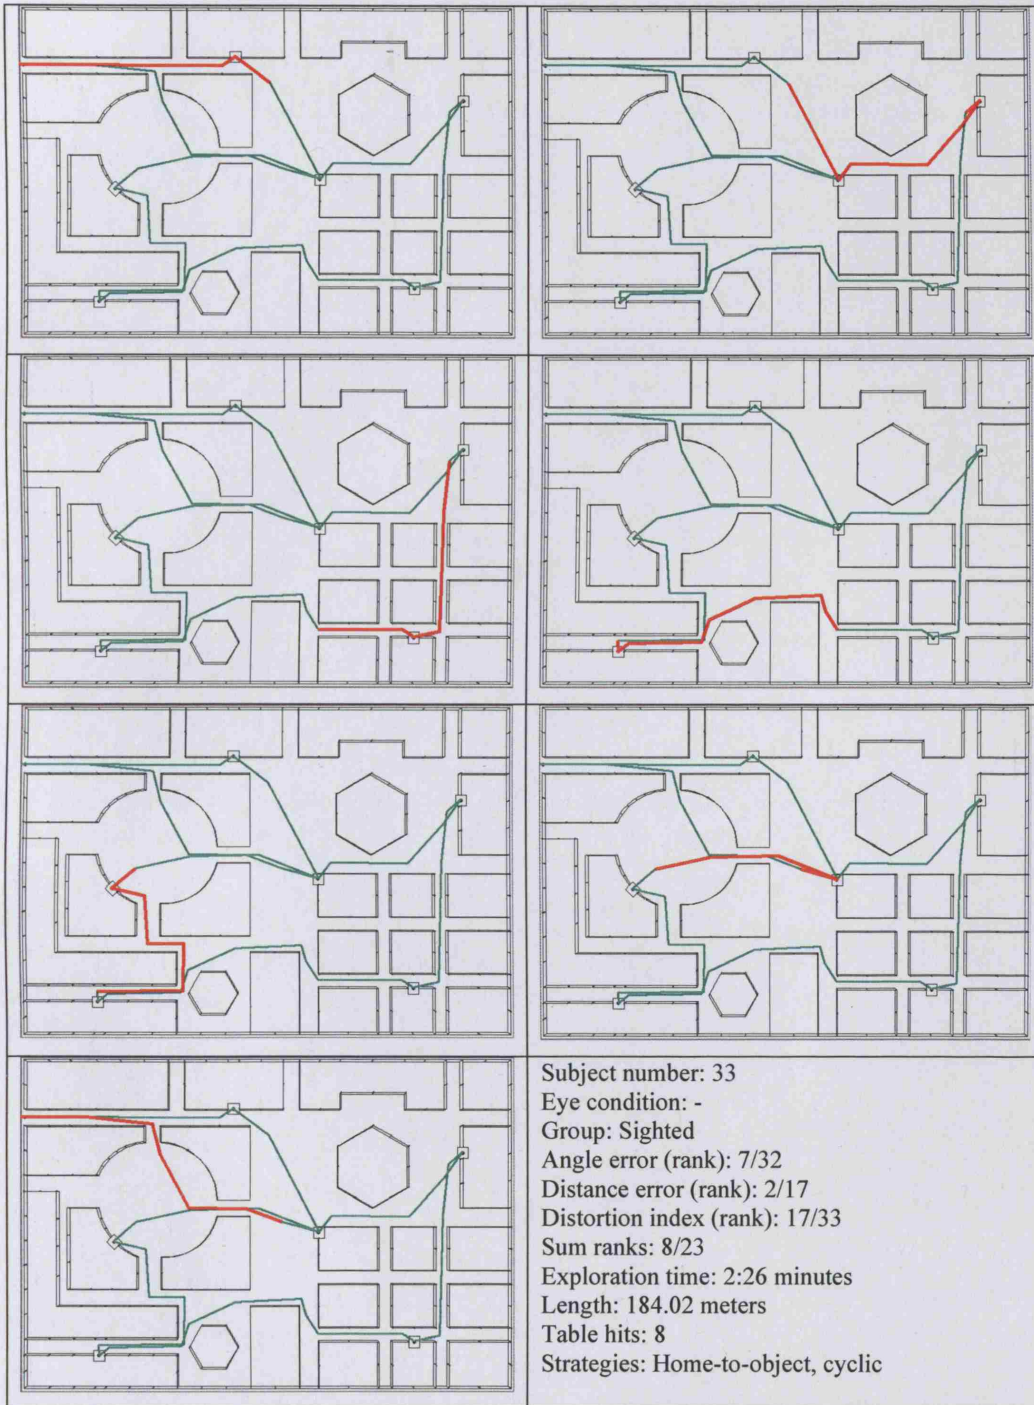 Subject number: 33
Eye condition: -
Group: Sighted
Angle error (rank): 7/32
Distance error (rank): 2/17
Distortion index (rank): 17/33
Sum ranks: 8/23
Exploration time: 2:26 minutes
Length: 184.02 meters
Table hits: 8
Strategies: Home-to-object, cyclic